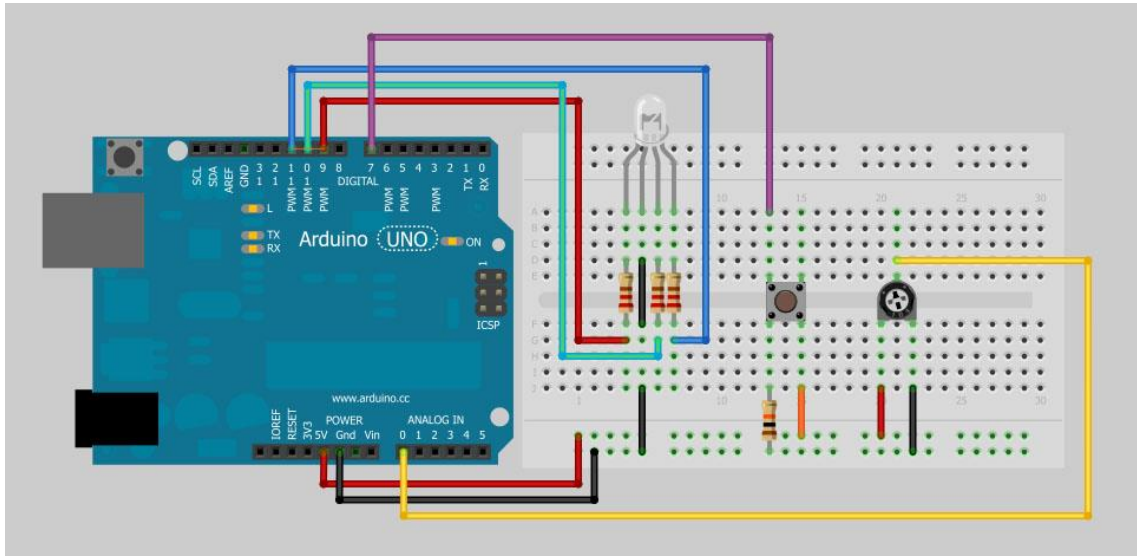 SCL
SDA
AREF
GND
13
12
PWM 11
PWM 10
PWM 9
8
DIGITAL
7
PWM 6
PWM 5
4
PWM 3
2
TX 1
RX 0
L
TX
RX
Arduino UNO
ON
1
ICSP
www.arduino.cc
POWER
ANALOG IN
IOREF
RESET
3V3
5V
Gnd
Vin
0 1 2 3 4 5
10 15 20 25 30
A
B
C
D
E
F
G
H
I
J
1 10 15 20 25 30